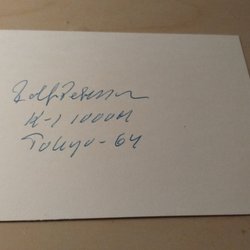 Rolf Peterson
K-1 1000M
Tokyo - 64